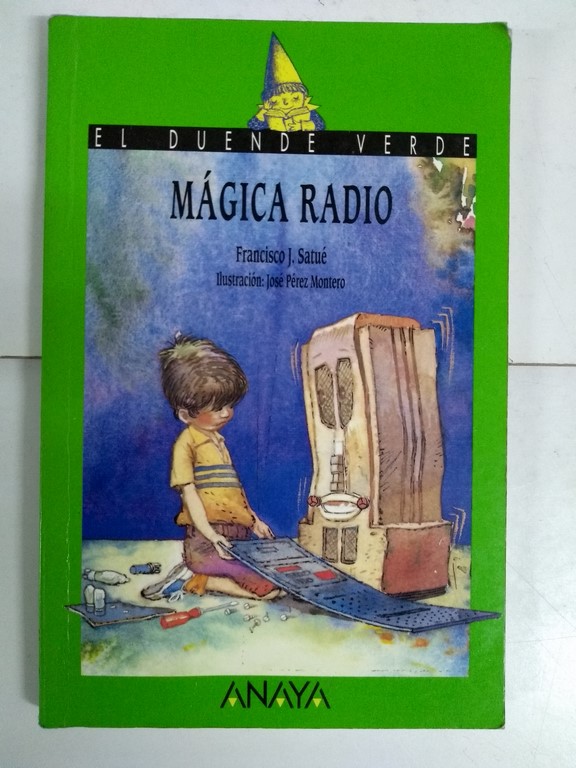 EL DUENDE VERDE
MÁGICA RADIO
Francisco J. Satué
Ilustración: José Pérez Montero
ANAYA